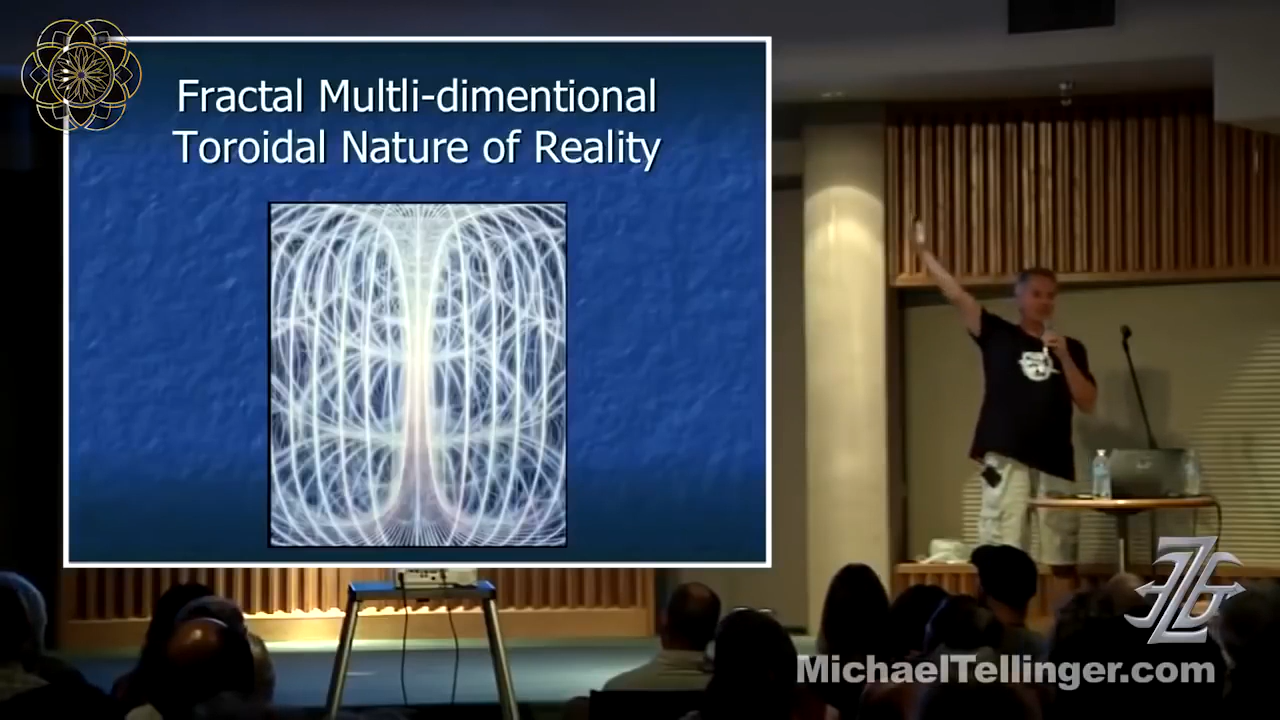 Fractal Multli-dimentional
Toroidal Nature of Reality
MichaelTellinger.com